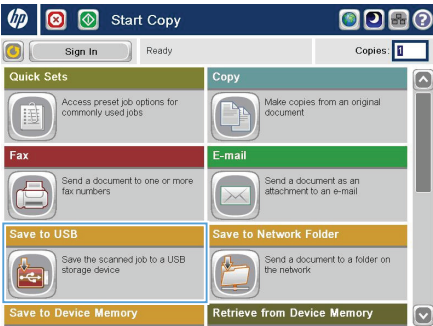 hp Start Copy ?
Sign In Ready Copies: 1
Quick Sets Copy
Access preset job options for Make copies from an original
commonly used jobs document
Fax E-mail
Send a document to one or more Send a document as an
fax numbers attachment to an e-mail
Save to USB Save to Network Folder
Save the scanned job to a USB Send a document to a folder on
storage device the network
Save to Device Memory Retrieve from Device Memory